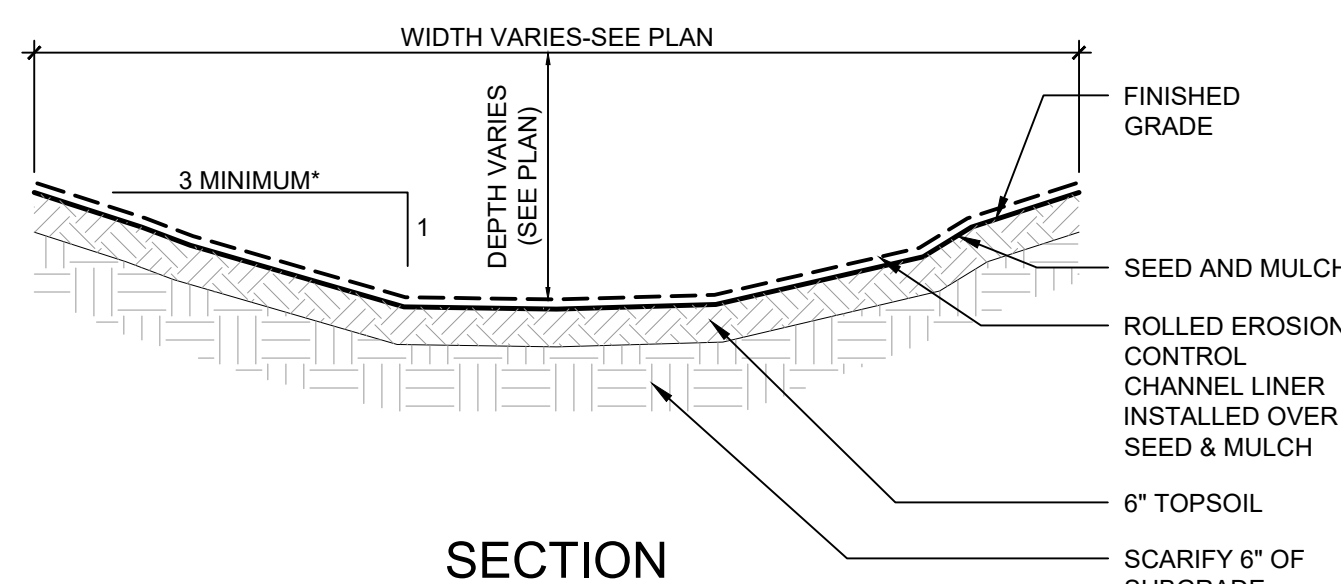 WIDTH VARIES-SEE PLAN
DEPTH VARIES
(SEE PLAN)
3 MINIMUM*
1
FINISHED
GRADE
SEED AND MULCH
ROLLED EROSION
CONTROL
CHANNEL LINER
INSTALLED OVER
SEED & MULCH
6" TOPSOIL
SCARIFY 6" OF
SUBGRADE
SECTION